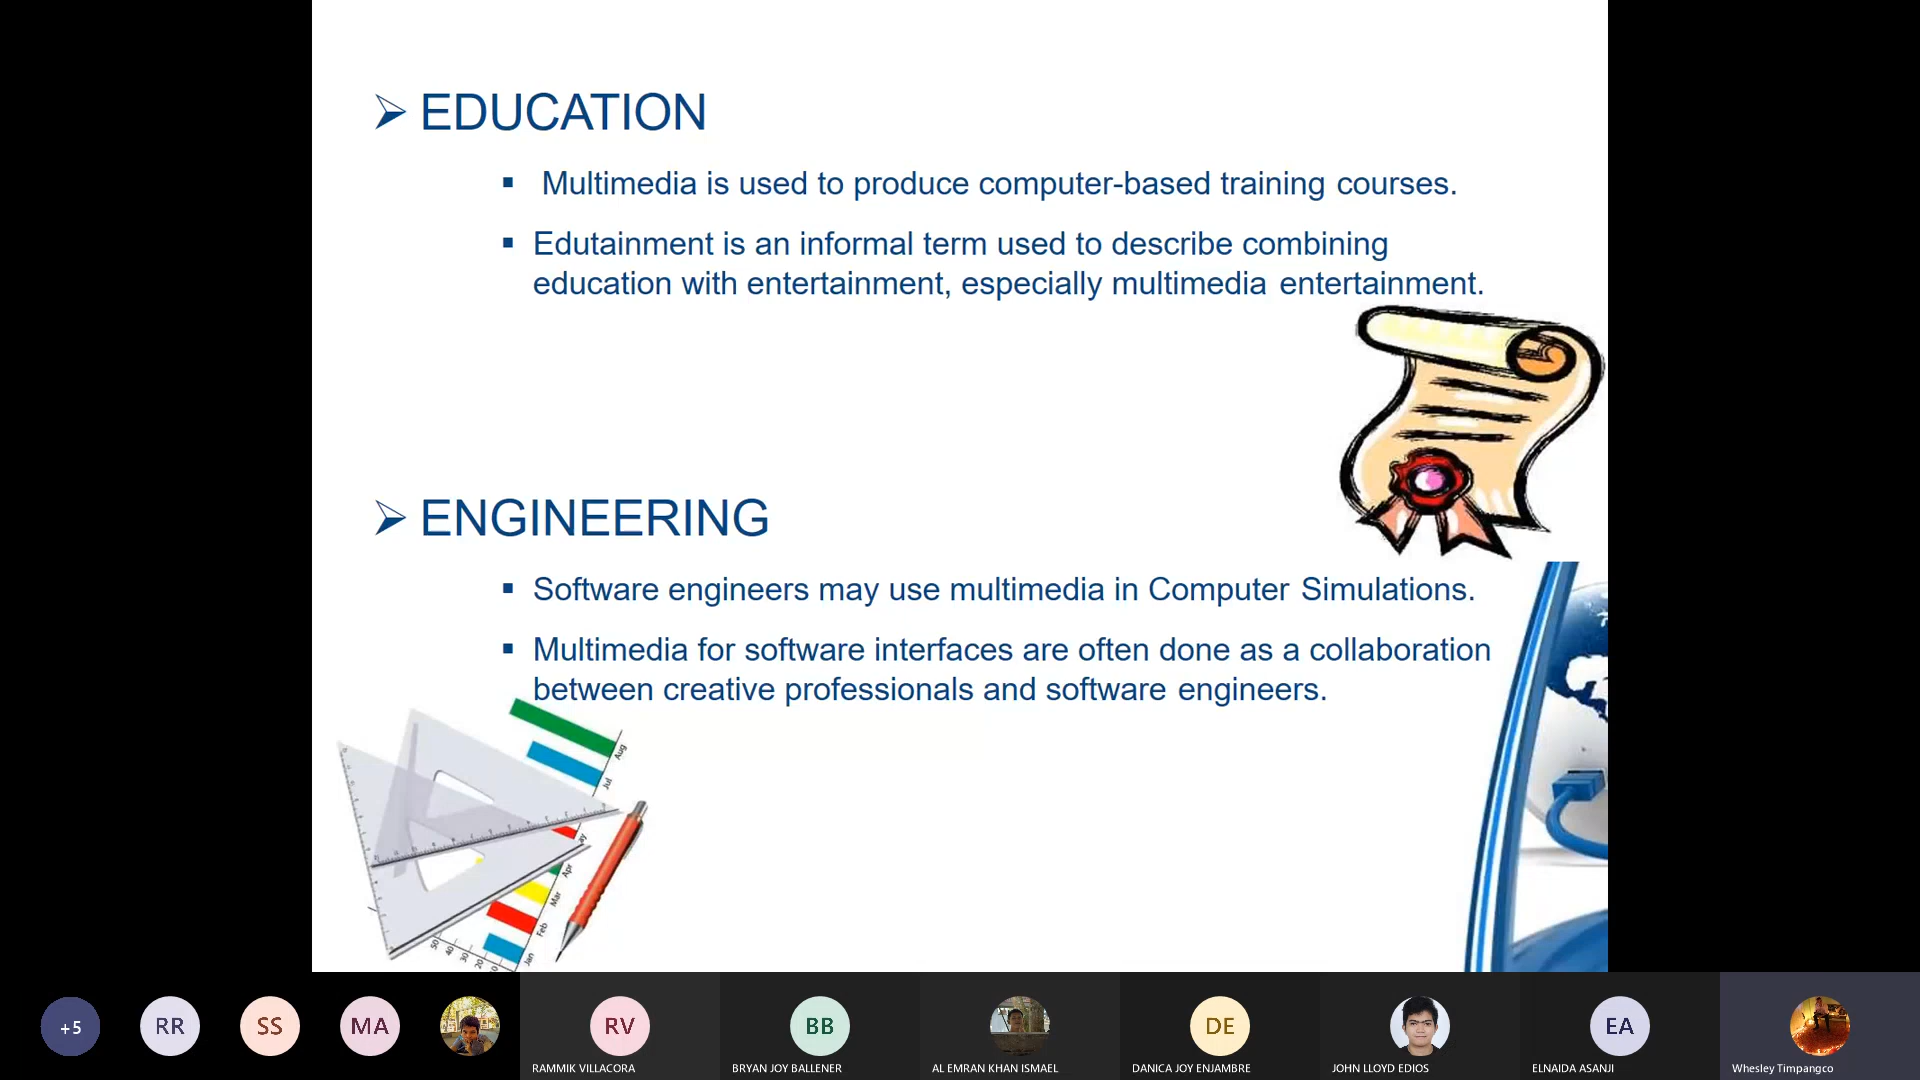 EDUCATION
Multimedia is used to produce computer-based training courses.
Edutainment is an informal term used to describe combining
education with entertainment, especially multimedia entertainment.
ENGINEERING
Software engineers may use multimedia in Computer Simulations.
Multimedia for software interfaces are often done as a collaboration
between creative professionals and software engineers.
Aug
Jul
Apr
Mar
Feb
Jan
50
40
30
20
+5
RR
SS
MA
RV
BB
DE
EA
RAMMIK VILLACORA
BRYAN JOY BALLENER
AL EMRAN KHAN ISMAEL
DANICA JOY ENJAMBRE
JOHN LLOYD EDIOS
ELNAIDA ASANJI
Whesley Timpangco